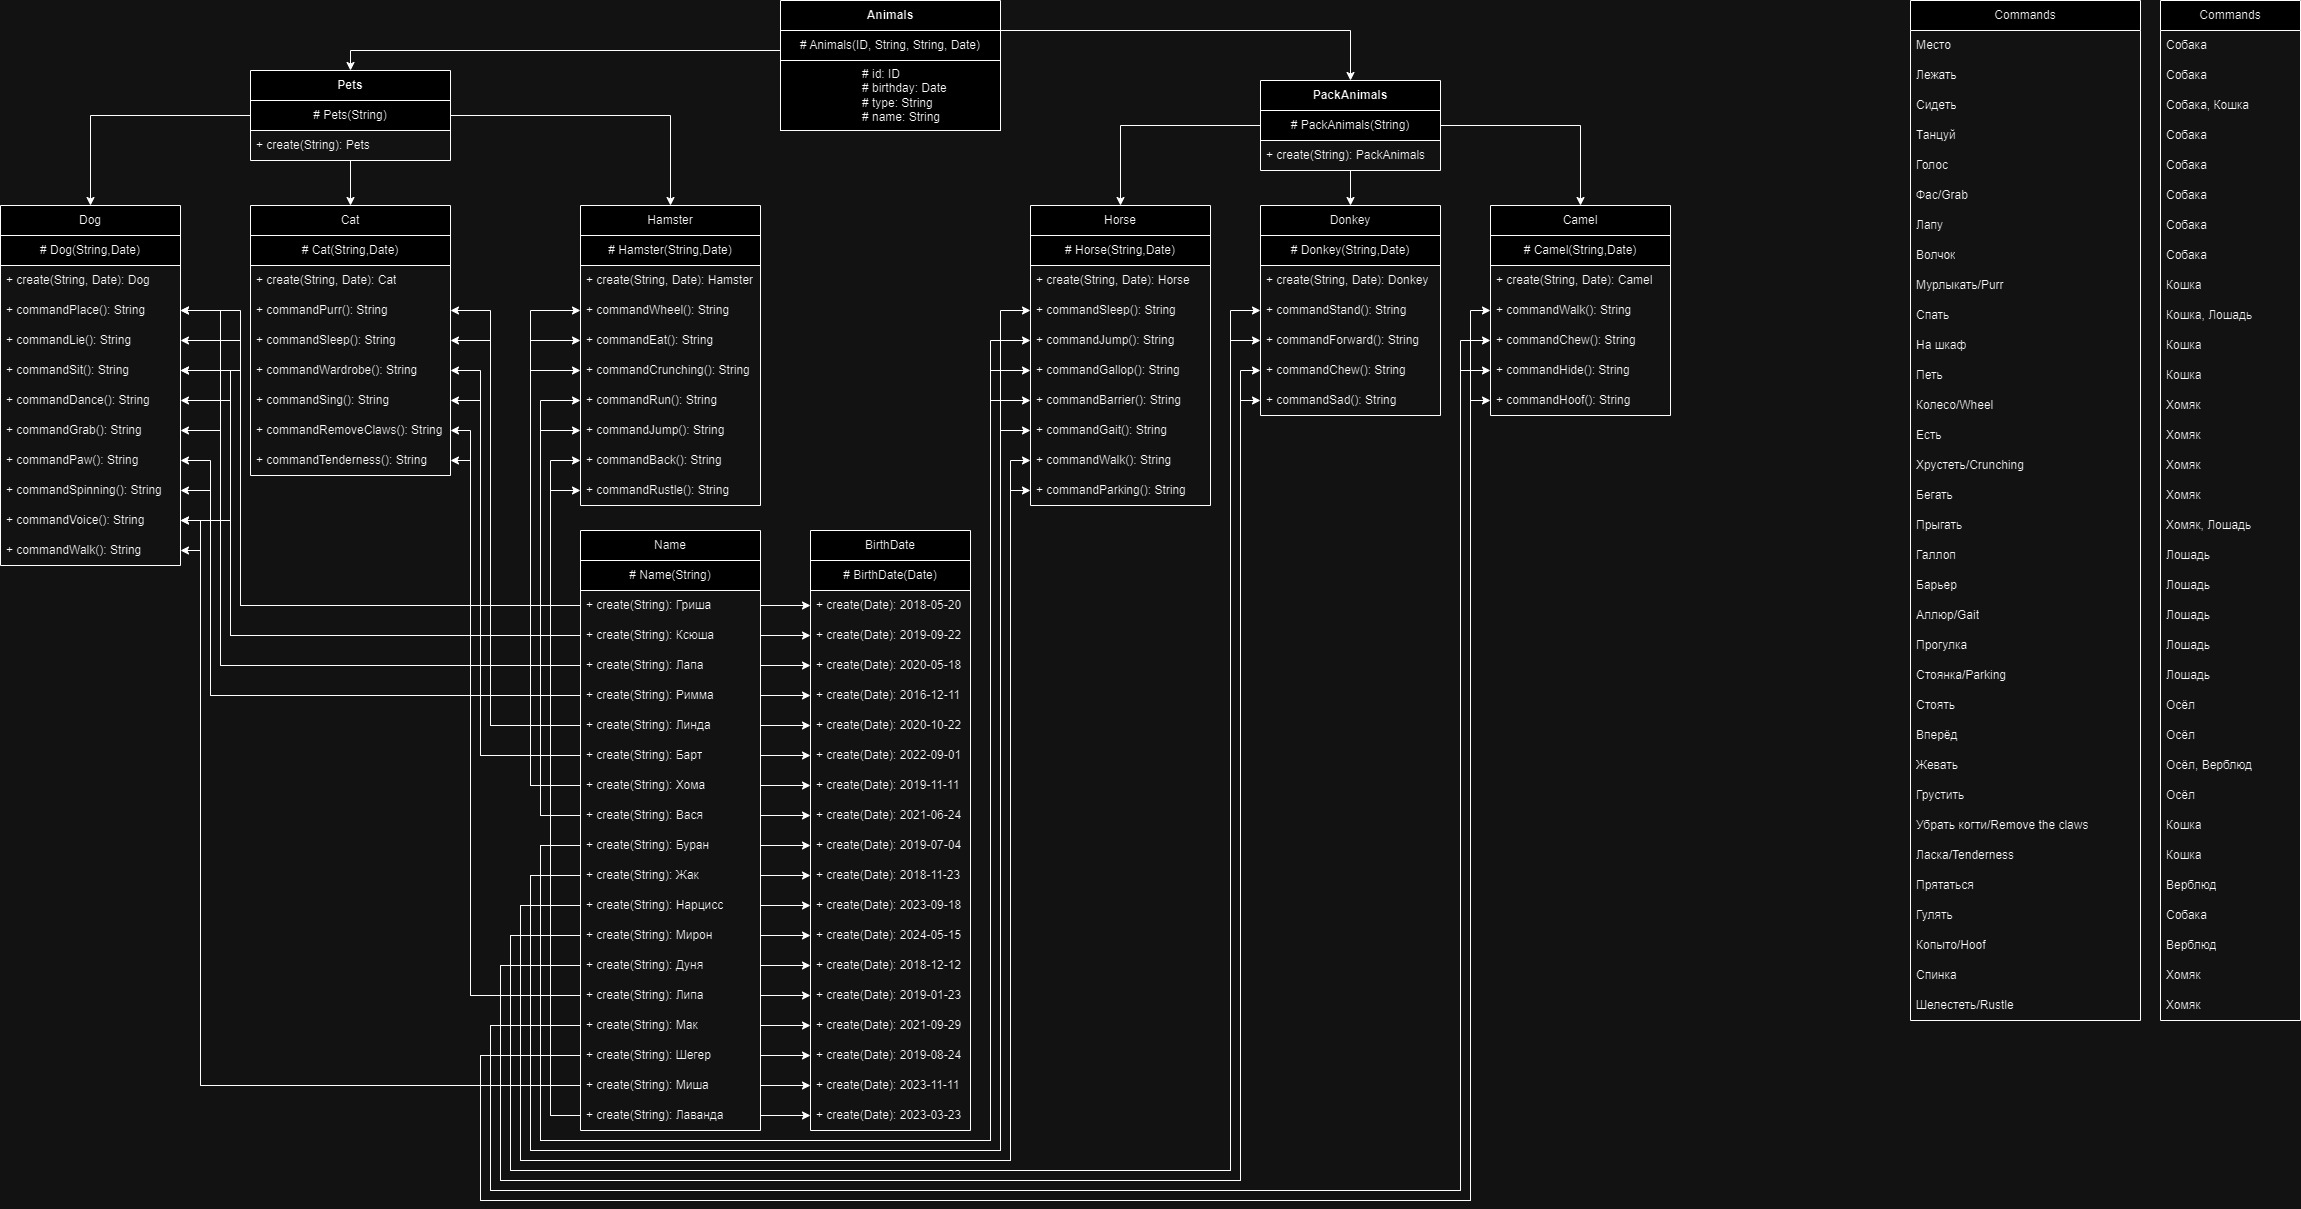 Animals
# Animals(ID, String, String, Date)
# id: ID
# birthday: Date
# type: String
# name: String
Pets
# Pets(String)
+ create(String): Pets
PackAnimals
# PackAnimals(String)
+ create(String): PackAnimals
Dog
# Dog(String,Date)
+ create(String, Date): Dog
+ commandPlace(): String
+ commandLie(): String
+ commandSit(): String
+ commandDance(): String
+ commandGrab(): String
+ commandPaw(): String
+ commandSpinning(): String
+ commandVoice(): String
+ commandWalk(): String
Cat
# Cat(String,Date)
+ create(String, Date): Cat
+ commandPurr(): String
+ commandSleep(): String
+ commandWardrobe(): String
+ commandSing(): String
+ commandRemoveClaws(): String
+ commandTenderness(): String
Hamster
# Hamster(String,Date)
+ create(String, Date): Hamster
+ commandWheel(): String
+ commandEat(): String
+ commandCrunching(): String
+ commandRun(): String
+ commandJump(): String
+ commandBack(): String
+ commandRustle(): String
Horse
# Horse(String,Date)
+ create(String, Date): Horse
+ commandSleep(): String
+ commandJump(): String
+ commandGallop(): String
+ commandBarrier(): String
+ commandGait(): String
+ commandWalk(): String
+ commandParking(): String
Donkey
# Donkey(String,Date)
+ create(String, Date): Donkey
+ commandStand(): String
+ commandForward(): String
+ commandChew(): String
+ commandSad(): String
Camel
# Camel(String,Date)
+ create(String, Date): Camel
+ commandWalk(): String
+ commandChew(): String
+ commandHide(): String
+ commandHoof(): String
Name
# Name(String)
+ create(String): Гриша
+ create(String): Ксюша
+ create(String): Лапа
+ create(String): Римма
+ create(String): Линда
+ create(String): Барт
+ create(String): Хома
+ create(String): Вася
+ create(String): Буран
+ create(String): Жак
+ create(String): Нарцисс
+ create(String): Мирон
+ create(String): Дуня
+ create(String): Липа
+ create(String): Мак
+ create(String): Шегер
+ create(String): Миша
+ create(String): Лаванда
BirthDate
# BirthDate(Date)
+ create(Date): 2018-05-20
+ create(Date): 2019-09-22
+ create(Date): 2020-05-18
+ create(Date): 2016-12-11
+ create(Date): 2020-10-22
+ create(Date): 2022-09-01
+ create(Date): 2019-11-11
+ create(Date): 2021-06-24
+ create(Date): 2019-07-04
+ create(Date): 2018-11-23
+ create(Date): 2023-09-18
+ create(Date): 2024-05-15
+ create(Date): 2018-12-12
+ create(Date): 2019-01-23
+ create(Date): 2021-09-29
+ create(Date): 2019-08-24
+ create(Date): 2023-11-11
+ create(Date): 2023-03-23
Commands
Место
Лежать
Сидеть
Танцуй
Голос
Фас/Grab
Лапу
Волчок
Мурлыкать/Purr
Спать
На шкаф
Петь
Колесо/Wheel
Есть
Хрустеть/Crunching
Бегать
Прыгать
Галлоп
Барьер
Аллюр/Gait
Прогулка
Стоянка/Parking
Стоять
Вперёд
Жевать
Грустить
Убрать когти/Remove the claws
Ласка/Tenderness
Прятаться
Гулять
Копыто/Hoof
Спинка
Шелестеть/Rustle
Commands
Собака
Собака
Собака, Кошка
Собака
Собака
Собака
Собака
Собака
Кошка
Кошка, Лошадь
Кошка
Кошка
Хомяк
Хомяк
Хомяк
Хомяк
Хомяк, Лошадь
Лошадь
Лошадь
Лошадь
Лошадь
Лошадь
Осёл
Осёл
Осёл, Верблюд
Осёл
Кошка
Кошка
Верблюд
Собака
Верблюд
Хомяк
Хомяк